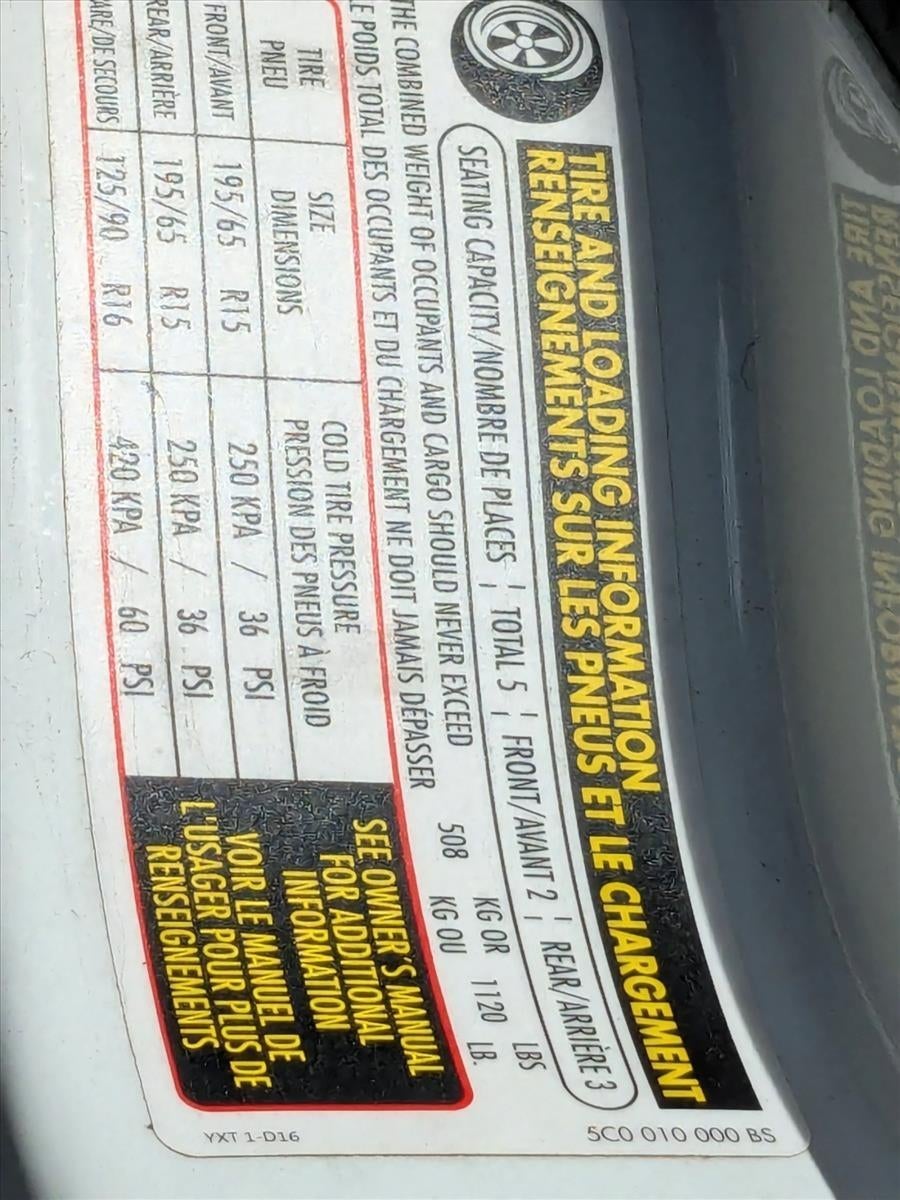 TIRE AND LOADING INFORMATION
RENSEIGNEMENTS SUR LES PNEUS ET LE CHARGEMENT
SEATING CAPACITY/NOMBRE DE PLACES | TOTAL 5 | FRONT/AVANT 2 | REAR/ARRIÈRE 3
THE COMBINED WEIGHT OF OCCUPANTS AND CARGO SHOULD NEVER EXCEED 508 KG OR 1120 LBS
LE POIDS TOTAL DES OCCUPANTS ET DU CHARGEMENT NE DOIT JAMAIS DÉPASSER KG OU LB.
TIRE SIZE COLD TIRE PRESSURE
PNEU DIMENSIONS PRESSION DES PNEUS À FROID
FRONT/AVANT 195/65 R15 250 KPA / 36 PSI
REAR/ARRIÈRE 195/65 R15 250 KPA / 36 PSI
ARE/DE SECOURS 125/90 R16 420 KPA / 60 PSI
SEE OWNER'S MANUAL
FOR ADDITIONAL
INFORMATION
VOIR LE MANUEL DE
L'USAGER POUR PLUS DE
RENSEIGNEMENTS
5C0 010 000 BS
YXT 1-D16